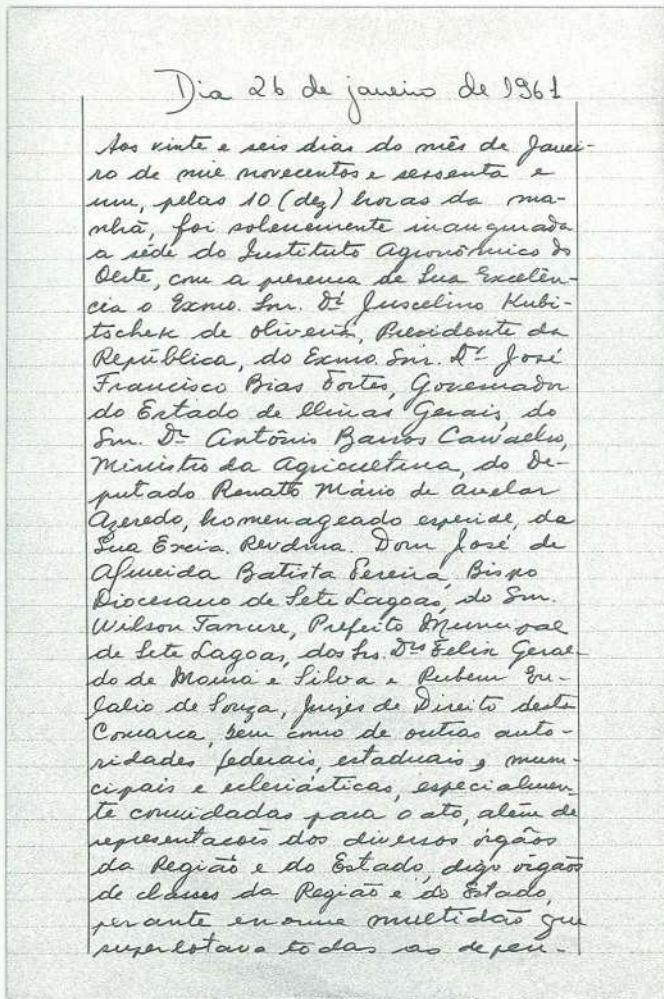 Dia 26 de janeiro de 1961
Aos vinte e seis dias do mês de Janei-
ro de mil novecentos e sessenta e
um, pelas 10 (dez) horas da ma-
nhã, foi solenemente inaugurada
a séde do Instituto Agronômico do
Oeste, com a presença de Sua Excelên-
cia o Exmo. Snr. Dr. Juscelino Kubi-
tschek de Oliveira, Presidente da
República, do Exmo. Snr. Dr. José
Francisco Bias Fortes, Governador
do Estado de Minas Gerais, do
Snr. Dr. Antônio Barros Carvalho,
Ministro da Agricultura, do De-
putado Renato Mário de Avelar
Azeredo, homenageado especial, da
Sua Excia. Revdma. Dom José de
Almeida Batista Pereira, Bispo
Diocesano de Sete Lagoas, do Snr.
Wilson Tanure, Prefeito Municipal
de Sete Lagoas, dos Srs. Drs. Felix Geral-
do de Moura e Silva e Rubem Eu-
lalio de Souza, Juizes de Direito desta
Comarca, bem como de outras auto-
ridades federais, estaduais, muni-
cipais e eclesiásticas, especialmen-
te convidadas para o ato, além de
representacois dos diversos órgãos
da Região e do Estado, digo órgãos
de classes da Região e do Estado,
perante enorme multidão que
superlotava todas as depen-